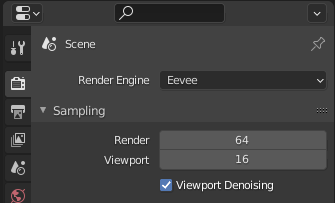 Scene
Render Engine Eevee
Sampling
Render 64
Viewport 16
Viewport Denoising